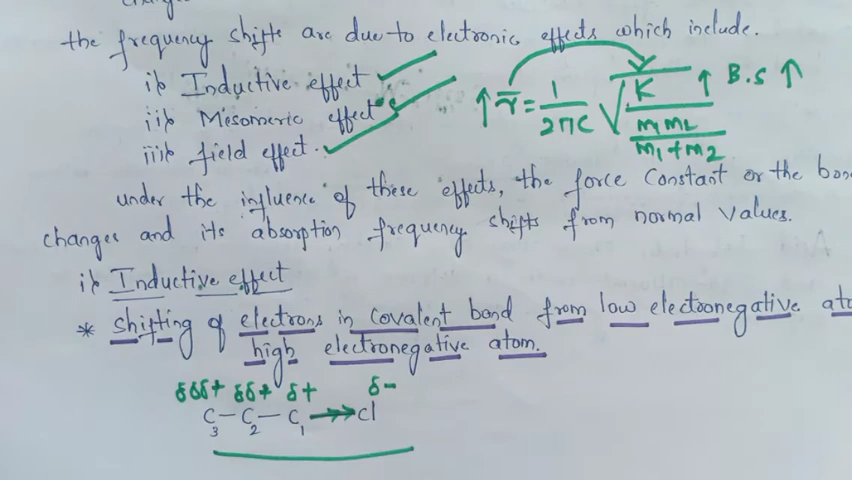 the frequency shifts are due to electronic effects which include.
i) Inductive effect
ii) Mesomeric effect
iii) field effect.
↑ ν̄ = 1/2πC √(K / (m₁m₂ / m₁+m₂)) ↑ B.S ↑
under the influence of these effects, the force Constant or the bon
changes and its absorption frequency shifts from normal values.
i) Inductive effect
* Shifting of electrons in covalent bond from low electronegative ato
high electronegative atom.
δδδ+ δδ+ δ+ δ-
C₃ – C₂ – C₁ →→ Cl